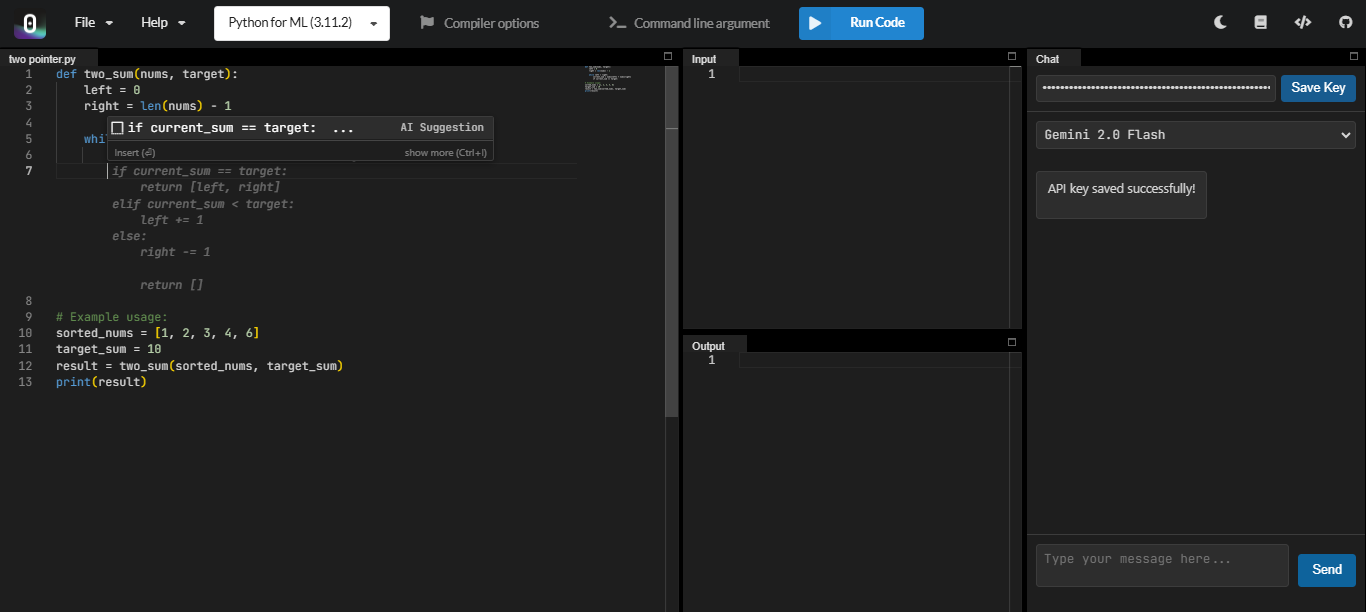 File Help Python for ML (3.11.2) Compiler options Command line argument Run Code
two pointer.py
1 def two_sum(nums, target):
2 left = 0
3 right = len(nums) - 1
4
if current_sum == target: ... AI Suggestion
5 whi
6
Insert (⏎) show more (Ctrl+I)
7 if current_sum == target:
return [left, right]
elif current_sum < target:
left += 1
else:
right -= 1
return []
8
9 # Example usage:
10 sorted_nums = [1, 2, 3, 4, 6]
11 target_sum = 10
12 result = two_sum(sorted_nums, target_sum)
13 print(result)
Input
1
Output
1
Chat
Save Key
Gemini 2.0 Flash
API key saved successfully!
Type your message here...
Send